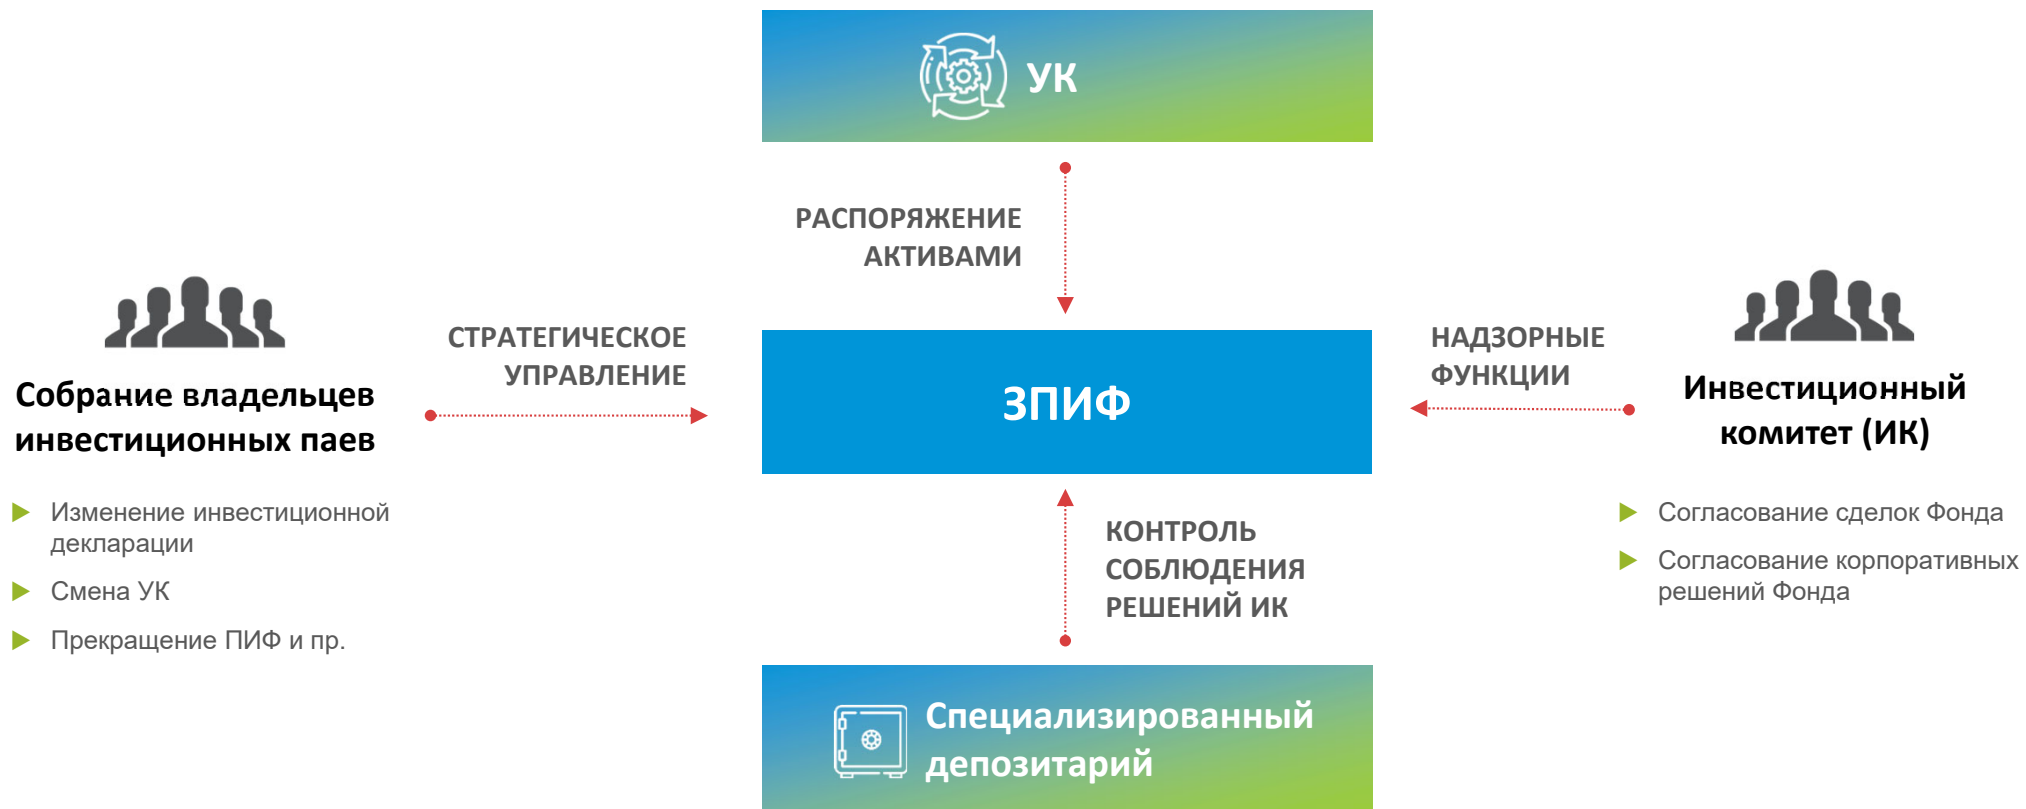 УК
РАСПОРЯЖЕНИЕ
АКТИВАМИ
СТРАТЕГИЧЕСКОЕ
УПРАВЛЕНИЕ
Собрание владельцев
инвестиционных паев
Изменение инвестиционной
декларации
Смена УК
Прекращение ПИФ и пр.
ЗПИФ
НАДЗОРНЫЕ
ФУНКЦИИ
Инвестиционный
комитет (ИК)
Согласование сделок Фонда
Согласование корпоративных
решений Фонда
КОНТРОЛЬ
СОБЛЮДЕНИЯ
РЕШЕНИЙ ИК
Специализированный
депозитарий